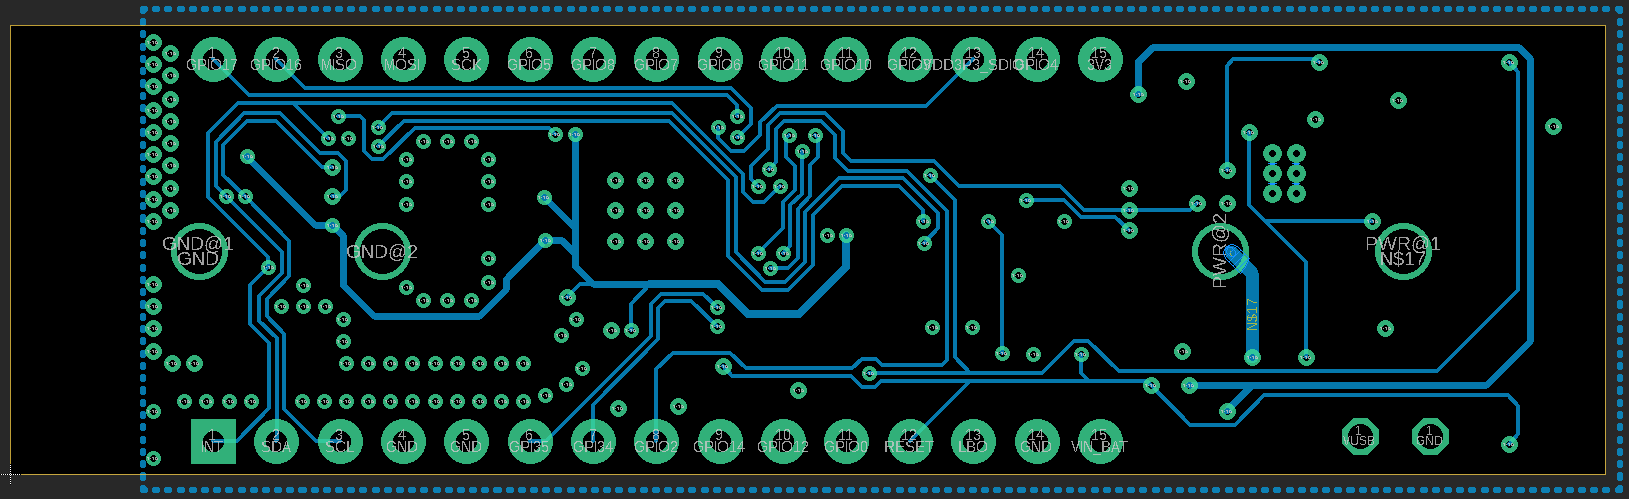 1 2 3 4 5 6 7 8 9 10 11 12 13 14 15
GPIO17 GPIO16 MISO MOSI SCK GPIO5 GPIO8 GPIO7 GPIO6 GPIO11 GPIO10 GPIO9 VDD3P3_SDIO GPIO4 3V3
GND@1
GND
GND@2
PWR@2
PWR@1
N$17
N$17
1 2 3 4 5 6 7 8 9 10 11 12 13 14 15
INT SDA SCL GND GND GPI35 GPI34 GPIO2 GPIO14 GPIO12 GPIO0 RESET LBO GND VIN_BAT
1 1
VUSB GND